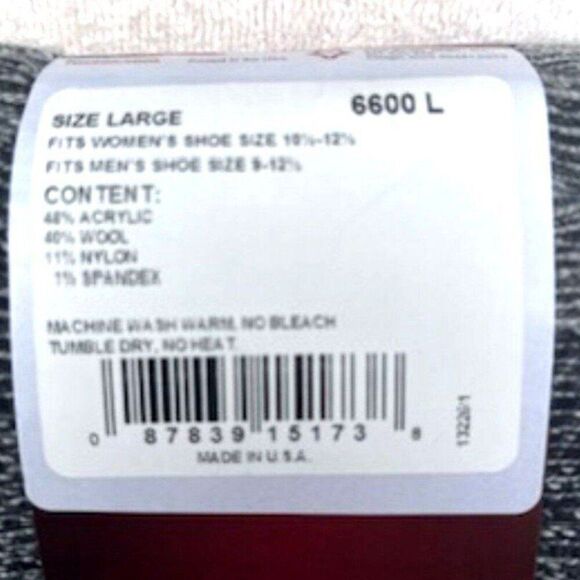 6600 L
SIZE LARGE
FITS WOMEN'S SHOE SIZE 10½-12½
FITS MEN'S SHOE SIZE 9-12½
CONTENT:
48% ACRYLIC
40% WOOL
11% NYLON
1% SPANDEX
MACHINE WASH WARM, NO BLEACH
TUMBLE DRY, NO HEAT.
0 87839 15173 8
MADE IN U.S.A.
13226/1